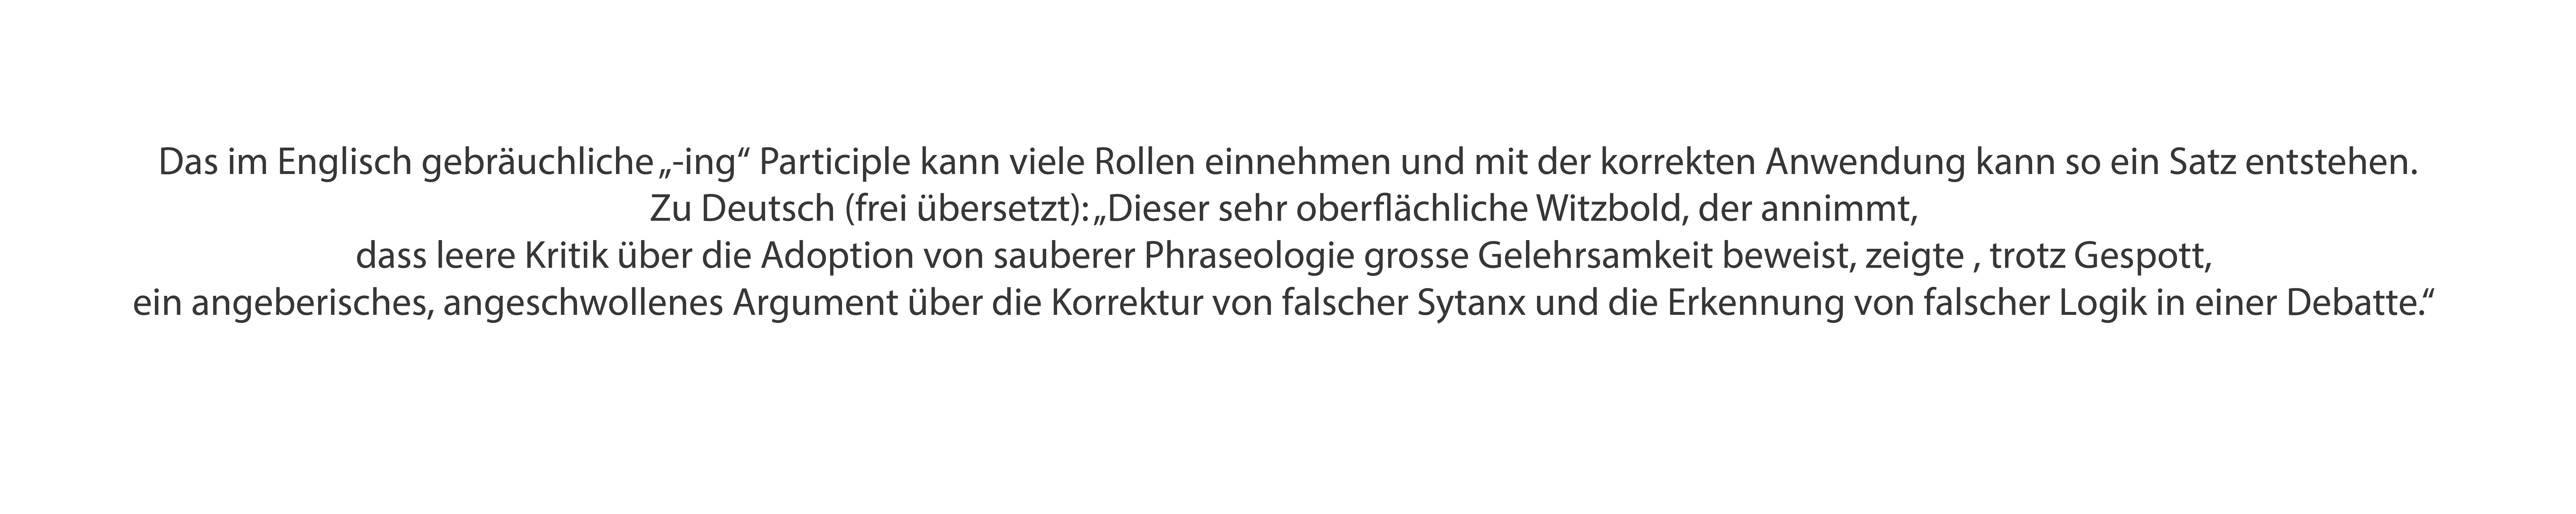 Das im Englisch gebräuchliche „-ing“ Participle kann viele Rollen einnehmen und mit der korrekten Anwendung kann so ein Satz entstehen.
Zu Deutsch (frei übersetzt): „Dieser sehr oberflächliche Witzbold, der annimmt,
dass leere Kritik über die Adoption von sauberer Phraseologie grosse Gelehrsamkeit beweist, zeigte , trotz Gespott,
ein angeberisches, angeschwollenes Argument über die Korrektur von falscher Sytanx und die Erkennung von falscher Logik in einer Debatte.“